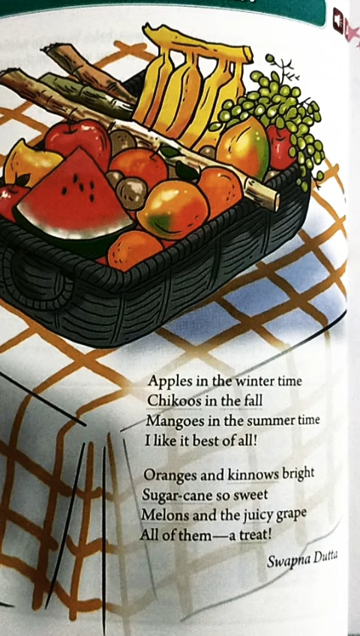 Apples in the winter time
Chikoos in the fall
Mangoes in the summer time
I like it best of all!
Oranges and kinnows bright
Sugar-cane so sweet
Melons and the juicy grape
All of them—a treat!
Swapna Dutta